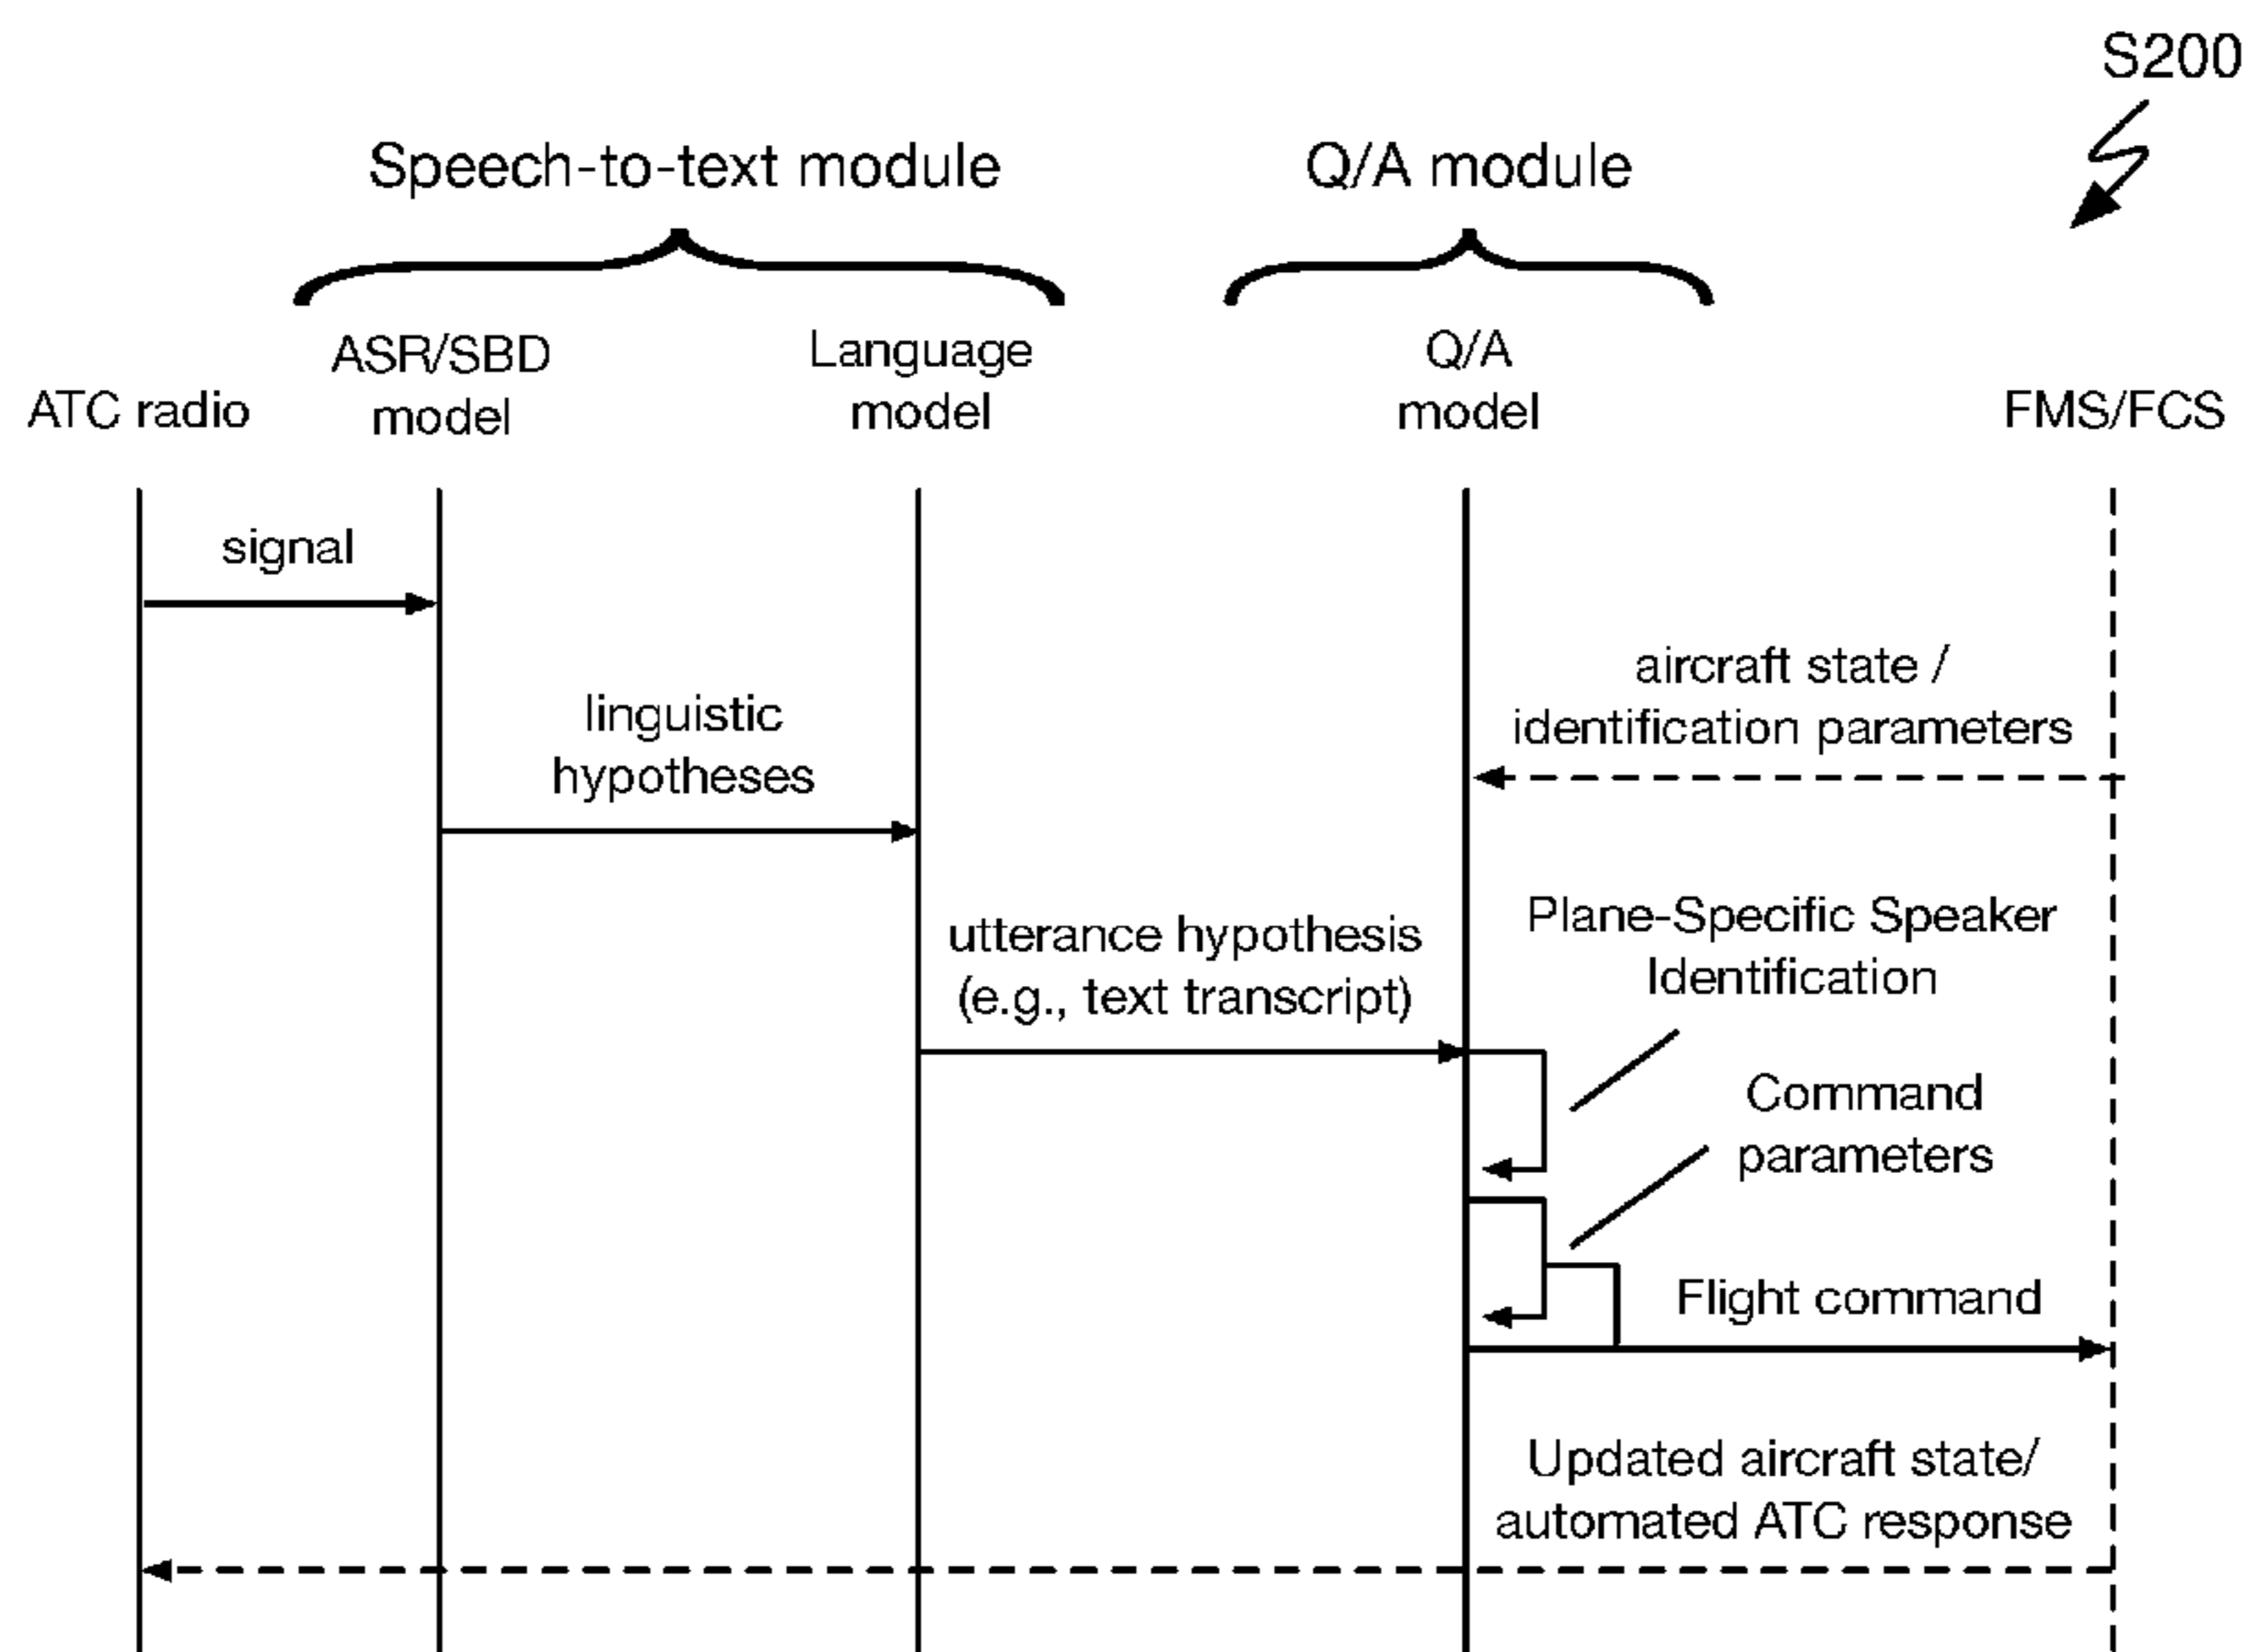 S200
Speech-to-text module
Q/A module
ATC radio
ASR/SBD
model
Language
model
Q/A
model
FMS/FCS
signal
aircraft state /
identification parameters
linguistic
hypotheses
Plane-Specific Speaker
Identification
utterance hypothesis
(e.g., text transcript)
Command
parameters
Flight command
Updated aircraft state/
automated ATC response